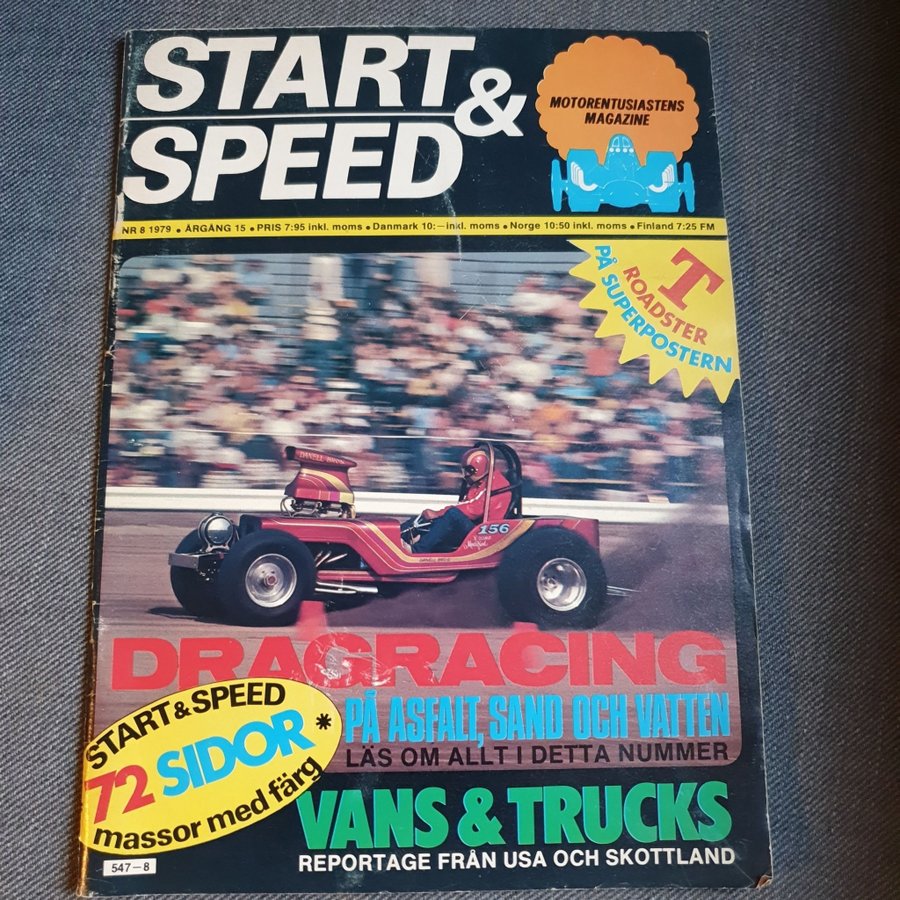 START
& SPEED
MOTORENTUSIASTENS
MAGAZINE
NR 8 1979 • ÅRGÅNG 15 • PRIS 7:95 inkl. moms • Danmark 10:— inkl. moms • Norge 10:50 inkl. moms • Finland 7:25 FM
T
ROADSTER
PÅ SUPERPOSTERN
DANELL BROS
156
DRAGRACING
PÅ ASFALT, SAND OCH VATTEN
LÄS OM ALLT I DETTA NUMMER
START & SPEED
72 SIDOR *
massor med färg
VANS & TRUCKS
REPORTAGE FRÅN USA OCH SKOTTLAND
547—8